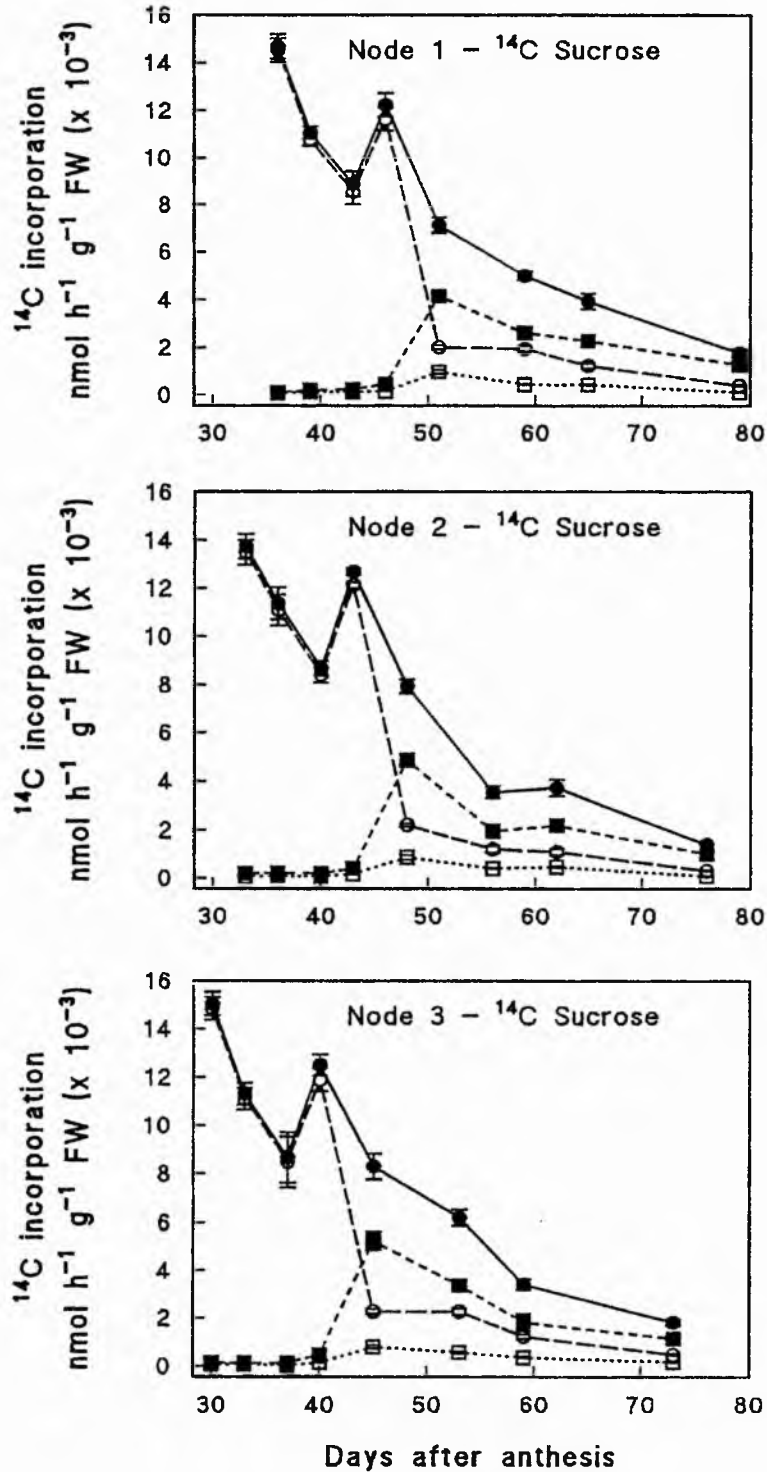 Node 1 – ¹⁴C Sucrose
¹⁴C incorporation
nmol h⁻¹ g⁻¹ FW (x 10⁻³)
16
14
12
10
8
6
4
2
0
30 40 50 60 70 80
Node 2 – ¹⁴C Sucrose
¹⁴C incorporation
nmol h⁻¹ g⁻¹ FW (x 10⁻³)
16
14
12
10
8
6
4
2
0
30 40 50 60 70 80
Node 3 – ¹⁴C Sucrose
¹⁴C incorporation
nmol h⁻¹ g⁻¹ FW (x 10⁻³)
16
14
12
10
8
6
4
2
0
30 40 50 60 70 80
Days after anthesis